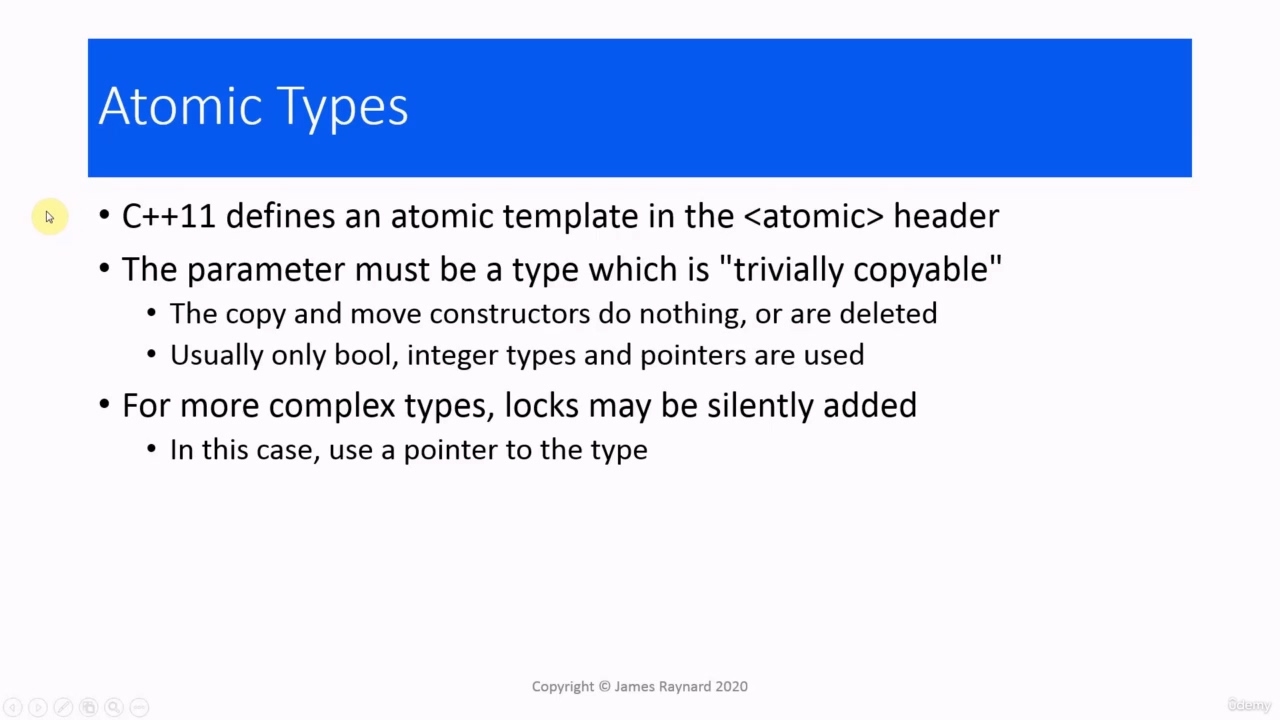 Atomic Types
• C++11 defines an atomic template in the <atomic> header
• The parameter must be a type which is "trivially copyable"
• The copy and move constructors do nothing, or are deleted
• Usually only bool, integer types and pointers are used
• For more complex types, locks may be silently added
• In this case, use a pointer to the type
Copyright © James Raynard 2020
ûdemy